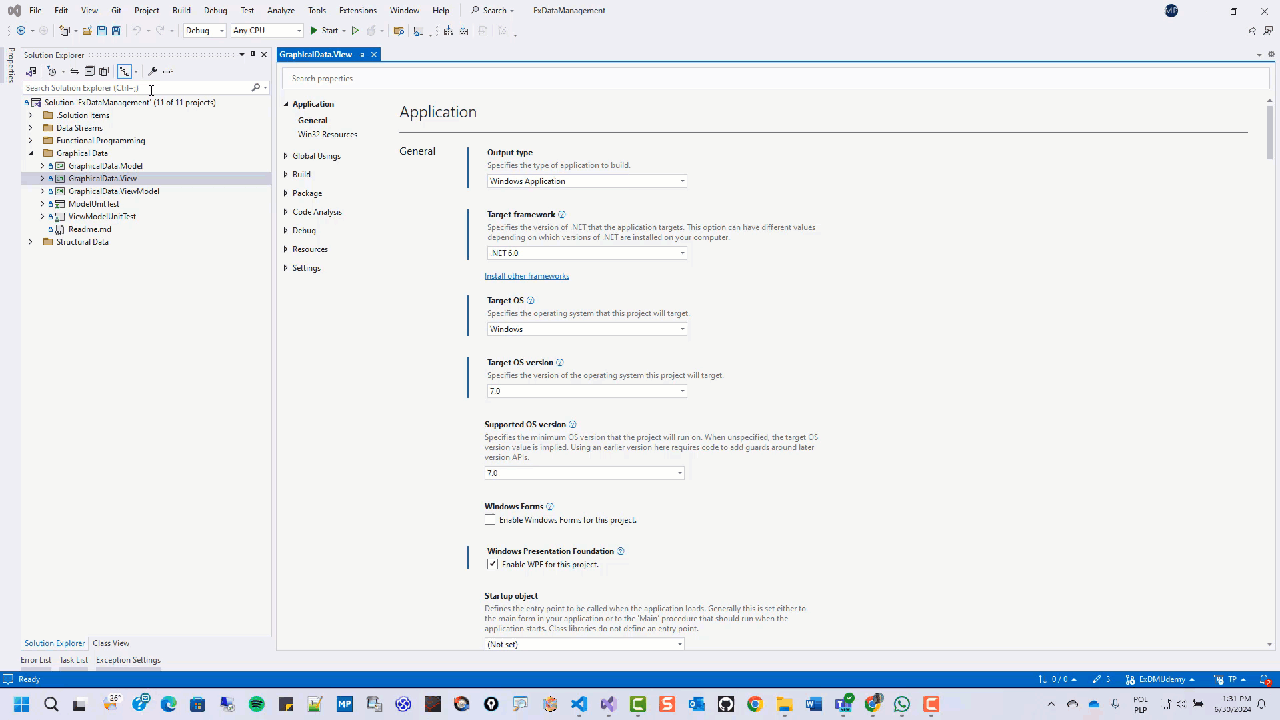 File Edit View Git Project Build Debug Test Analyze Tools Extensions Window Help Search ExDataManagement MP
Debug Any CPU Start
Properties
Solution Explorer
Search Solution Explorer (Ctrl+;)
Solution 'ExDataManagement' (11 of 11 projects)
.Solution Items
Data Streams
Functional Programming
Graphical Data
GraphicalData.Model
GraphicalData.View
GraphicalData.ViewModel
ModelUnitTest
ViewModelUnitTest
Readme.md
Structural Data
Solution Explorer Class View
GraphicalData.View
Search properties
Application
General
Win32 Resources
Global Usings
Build
Package
Code Analysis
Debug
Resources
Settings
Application
General
Output type
Specifies the type of application to build.
Windows Application
Target framework
Specifies the version of .NET that the application targets. This option can have different values
depending on which versions of .NET are installed on your computer.
.NET 6.0
Install other frameworks
Target OS
Specifies the operating system that this project will target.
Windows
Target OS version
Specifies the version of the operating system this project will target.
7.0
Supported OS version
Specifies the minimum OS version that the project will run on. When unspecified, the target OS
version value is implied. Using an earlier version here requires code to add guards around later
version APIs.
7.0
Windows Forms
Enable Windows Forms for this project.
Windows Presentation Foundation
Enable WPF for this project.
Startup object
Defines the entry point to be called when the application loads. Generally this is set either to
the main form in your application or to the 'Main' procedure that should run when the
application starts. Class libraries do not define an entry point.
(Not set)
Error List Task List Exception Settings
Ready 0 / 0 3 ExDMUdemy TP
26° MP POL
PLP
1:31 PM
9/30/2024